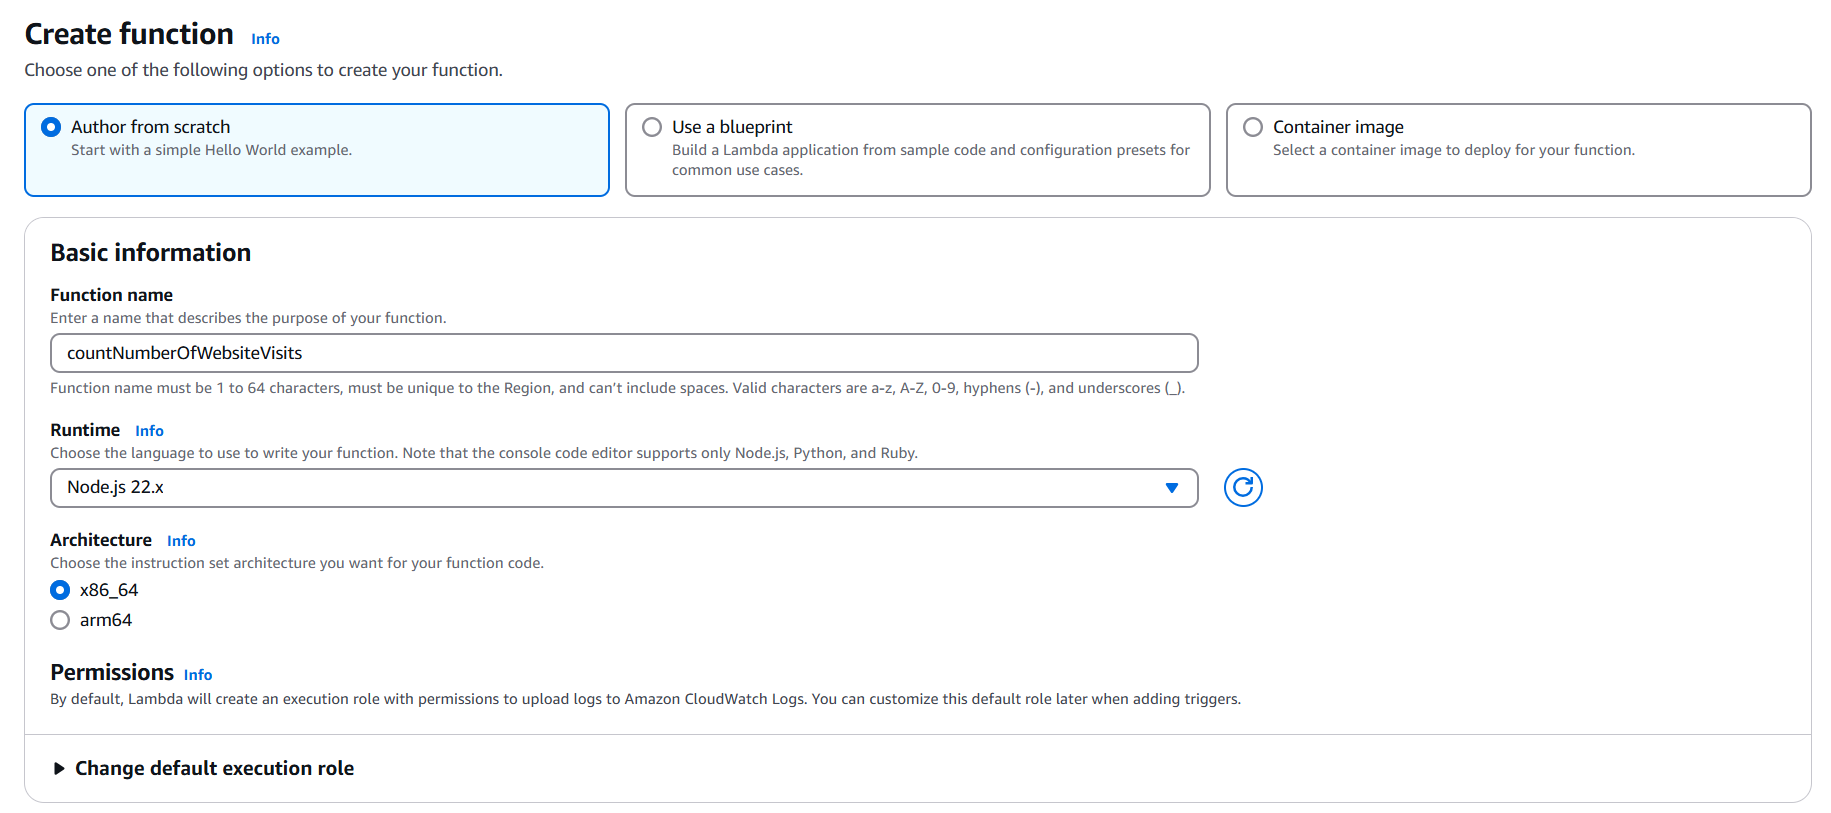 Create function Info
Choose one of the following options to create your function.
Author from scratch
Start with a simple Hello World example.
Use a blueprint
Build a Lambda application from sample code and configuration presets for
common use cases.
Container image
Select a container image to deploy for your function.
Basic information
Function name
Enter a name that describes the purpose of your function.
countNumberOfWebsiteVisits
Function name must be 1 to 64 characters, must be unique to the Region, and can’t include spaces. Valid characters are a-z, A-Z, 0-9, hyphens (-), and underscores (_).
Runtime Info
Choose the language to use to write your function. Note that the console code editor supports only Node.js, Python, and Ruby.
Node.js 22.x
Architecture Info
Choose the instruction set architecture you want for your function code.
x86_64
arm64
Permissions Info
By default, Lambda will create an execution role with permissions to upload logs to Amazon CloudWatch Logs. You can customize this default role later when adding triggers.
Change default execution role